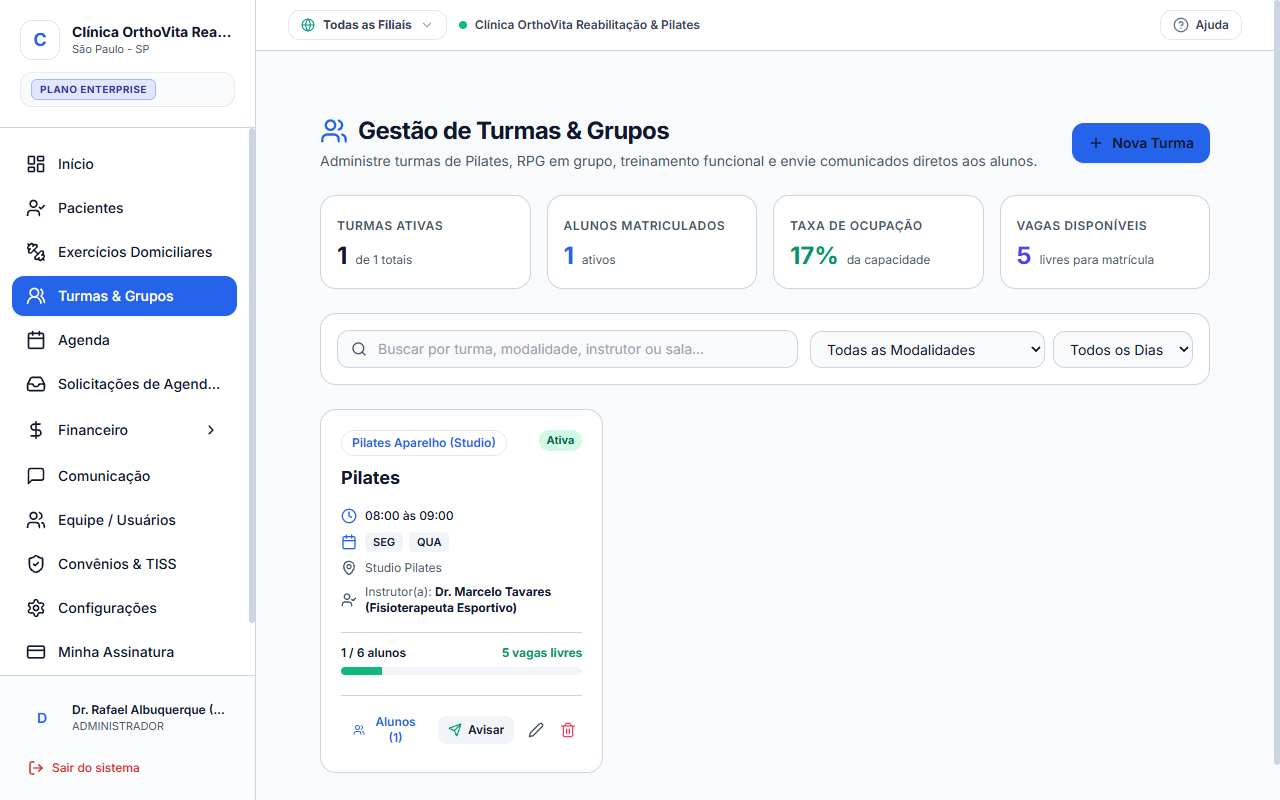 C
Clínica OrthoVita Rea...
São Paulo - SP
PLANO ENTERPRISE
Início
Pacientes
Exercícios Domiciliares
Turmas & Grupos
Agenda
Solicitações de Agend...
Financeiro
Comunicação
Equipe / Usuários
Convênios & TISS
Configurações
Minha Assinatura
D
Dr. Rafael Albuquerque (...
ADMINISTRADOR
Sair do sistema
Todas as Filiais
Clínica OrthoVita Reabilitação & Pilates
Ajuda
Gestão de Turmas & Grupos
Administre turmas de Pilates, RPG em grupo, treinamento funcional e envie comunicados diretos aos alunos.
Nova Turma
TURMAS ATIVAS
1 de 1 totais
ALUNOS MATRICULADOS
1 ativos
TAXA DE OCUPAÇÃO
17% da capacidade
VAGAS DISPONÍVEIS
5 livres para matrícula
Buscar por turma, modalidade, instrutor ou sala...
Todas as Modalidades
Todos os Dias
Pilates Aparelho (Studio)
Ativa
Pilates
08:00 às 09:00
SEG QUA
Studio Pilates
Instrutor(a): Dr. Marcelo Tavares
(Fisioterapeuta Esportivo)
1 / 6 alunos
5 vagas livres
Alunos
(1)
Avisar